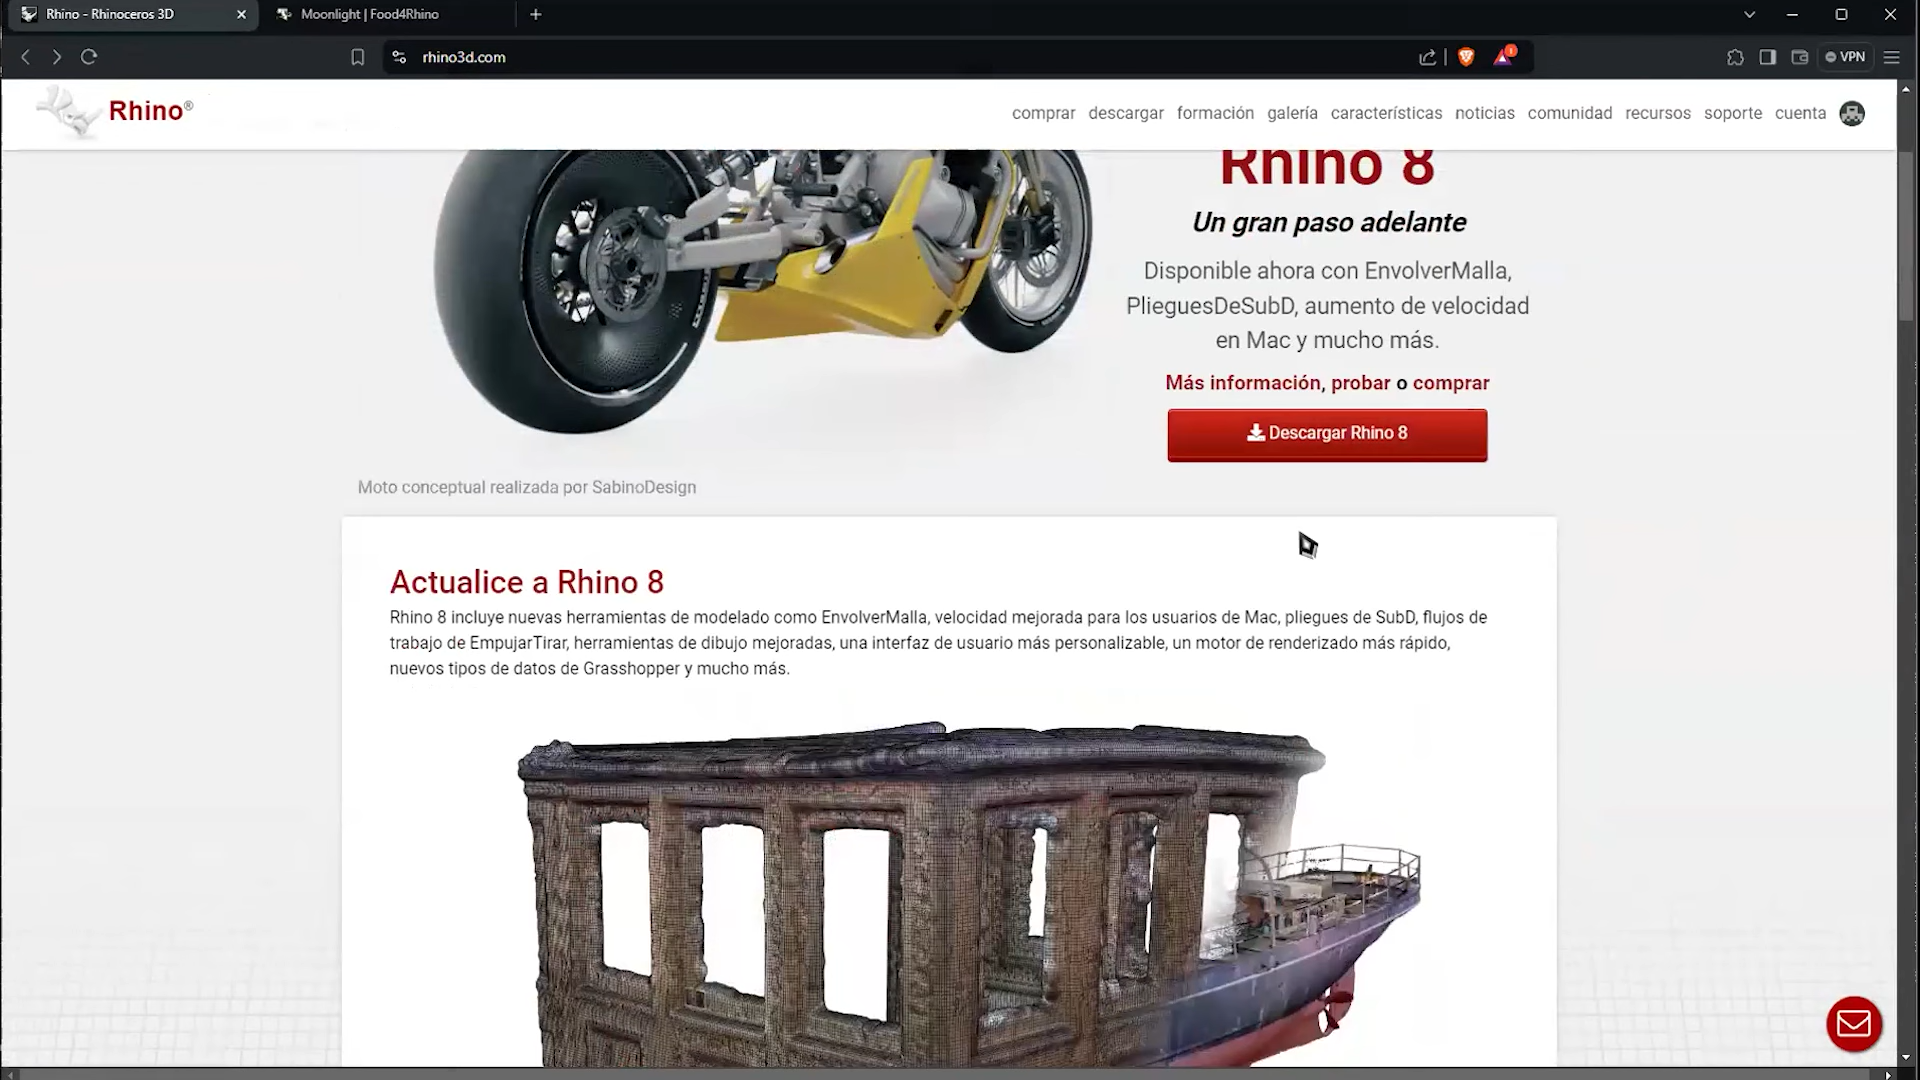 Rhino - Rhinoceros 3D
Moonlight | Food4Rhino
rhino3d.com
VPN
Rhino®
comprar descargar formación galería características noticias comunidad recursos soporte cuenta
Rhino 8
Un gran paso adelante
Disponible ahora con EnvolverMalla,
PlieguesDeSubD, aumento de velocidad
en Mac y mucho más.
Más información, probar o comprar
Descargar Rhino 8
Moto conceptual realizada por SabinoDesign
Actualice a Rhino 8
Rhino 8 incluye nuevas herramientas de modelado como EnvolverMalla, velocidad mejorada para los usuarios de Mac, pliegues de SubD, flujos de
trabajo de EmpujarTirar, herramientas de dibujo mejoradas, una interfaz de usuario más personalizable, un motor de renderizado más rápido,
nuevos tipos de datos de Grasshopper y mucho más.